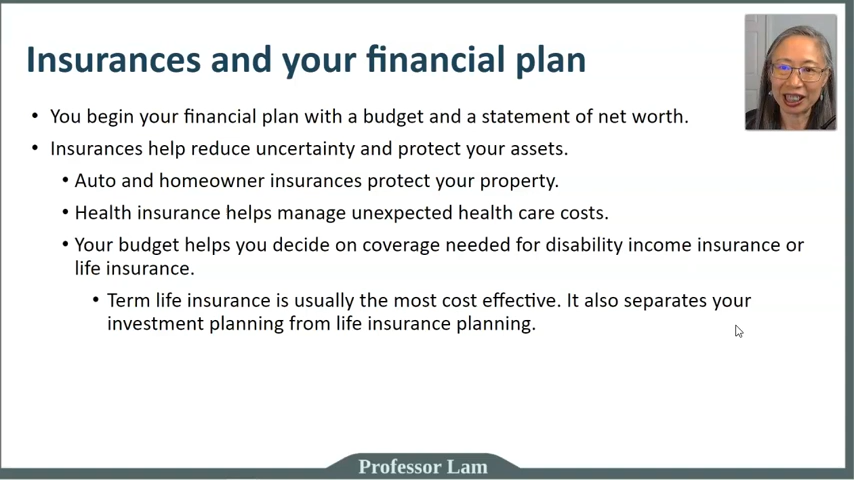 Insurances and your financial plan
• You begin your financial plan with a budget and a statement of net worth.
• Insurances help reduce uncertainty and protect your assets.
• Auto and homeowner insurances protect your property.
• Health insurance helps manage unexpected health care costs.
• Your budget helps you decide on coverage needed for disability income insurance or
life insurance.
• Term life insurance is usually the most cost effective. It also separates your
investment planning from life insurance planning.
Professor Lam